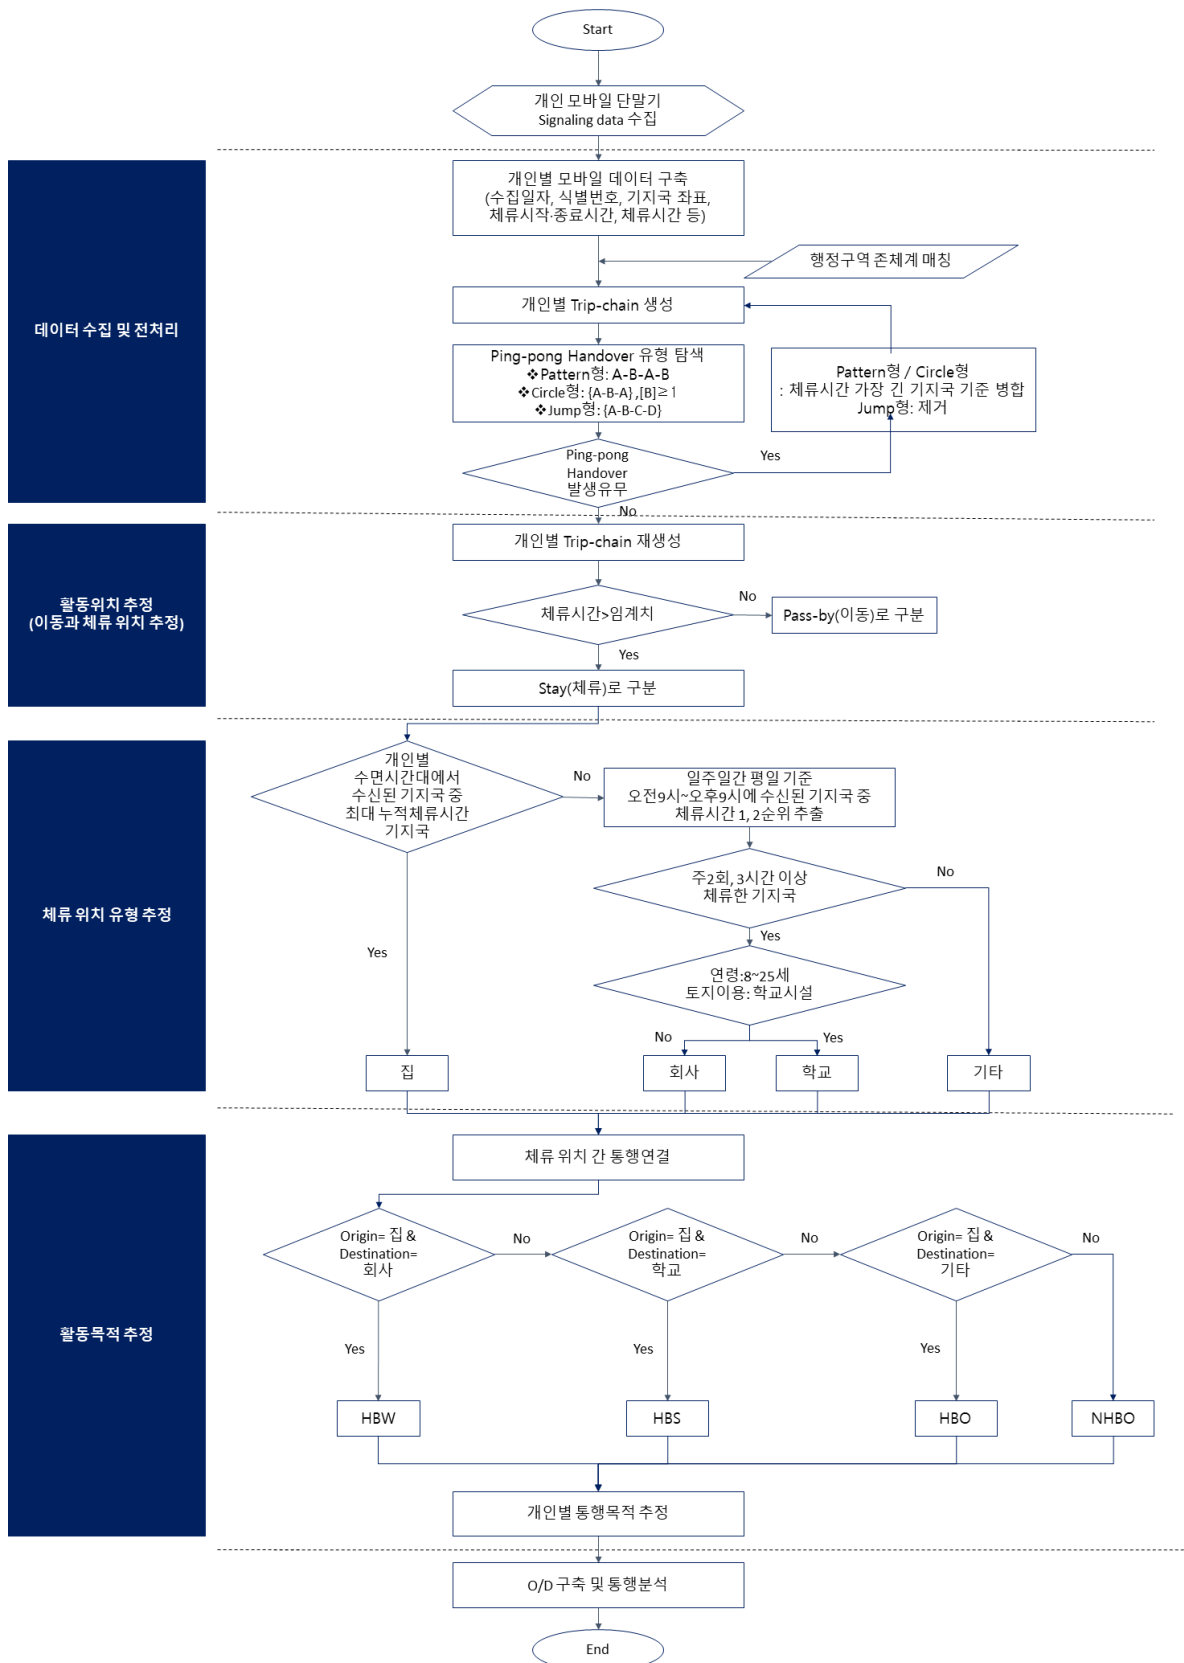 Start
개인 모바일 단말기
Signaling data 수집
데이터 수집 및 전처리
개인별 모바일 데이터 구축
(수집일자, 식별번호, 기지국 좌표,
체류시작·종료시간, 체류시간 등)
행정구역 존체계 매칭
개인별 Trip-chain 생성
Ping-pong Handover 유형 탐색
❖Pattern형: A-B-A-B
❖Circle형: {A-B-A} ,[B]≥1
❖Jump형: {A-B-C-D}
Pattern형 / Circle형
: 체류시간 가장 긴 기지국 기준 병합
Jump형: 제거
Ping-pong
Handover
발생유무
Yes
No
활동위치 추정
(이동과 체류 위치 추정)
개인별 Trip-chain 재생성
체류시간>임계치
No
Pass-by(이동)로 구분
Yes
Stay(체류)로 구분
체류 위치 유형 추정
개인별
수면시간대에서
수신된 기지국 중
최대 누적체류시간
기지국
No
일주일간 평일 기준
오전9시~오후9시에 수신된 기지국 중
체류시간 1, 2순위 추출
주2회, 3시간 이상
체류한 기지국
No
Yes
Yes
연령:8~25세
토지이용: 학교시설
No
Yes
집
회사
학교
기타
활동목적 추정
체류 위치 간 통행연결
Origin= 집 &
Destination=
회사
No
Origin= 집 &
Destination=
학교
No
Origin= 집 &
Destination=
기타
No
Yes
Yes
Yes
HBW
HBS
HBO
NHBO
개인별 통행목적 추정
O/D 구축 및 통행분석
End